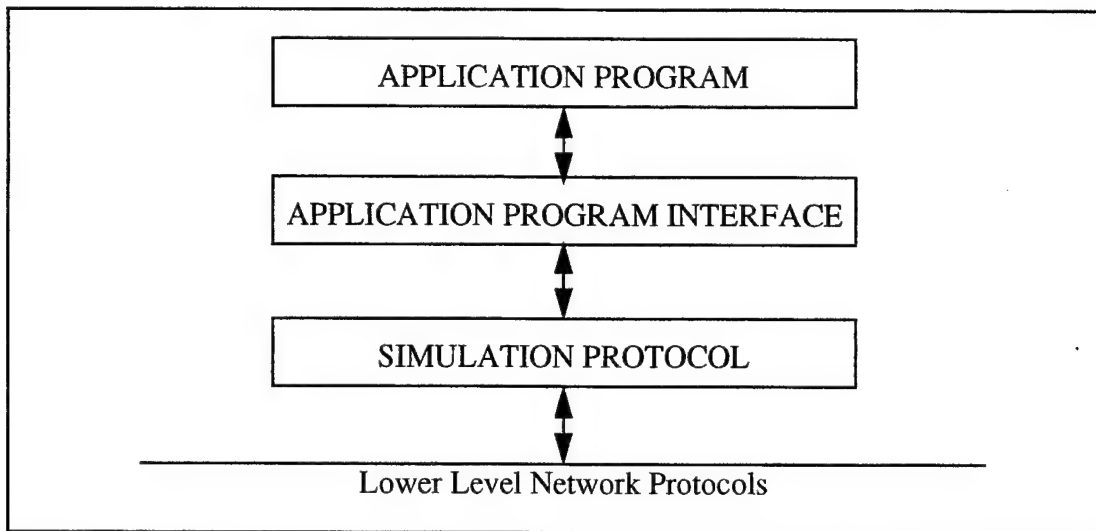 APPLICATION PROGRAM
APPLICATION PROGRAM INTERFACE
SIMULATION PROTOCOL
Lower Level Network Protocols